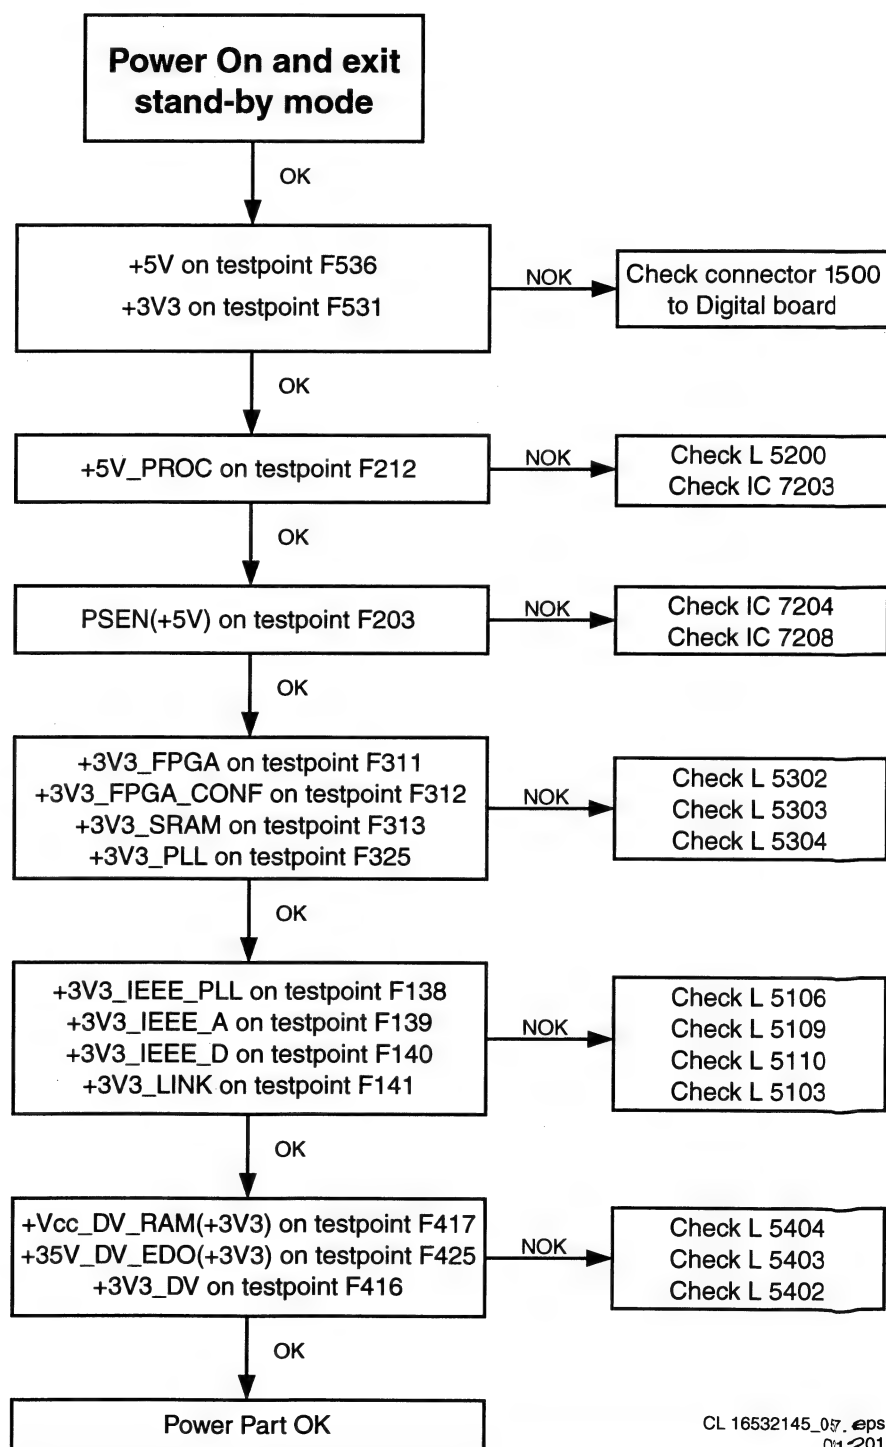 Power On and exit
stand-by mode
OK
+5V on testpoint F536
+3V3 on testpoint F531
NOK
Check connector 1500
to Digital board
OK
+5V_PROC on testpoint F212
NOK
Check L 5200
Check IC 7203
OK
PSEN(+5V) on testpoint F203
NOK
Check IC 7204
Check IC 7208
OK
+3V3_FPGA on testpoint F311
+3V3_FPGA_CONF on testpoint F312
+3V3_SRAM on testpoint F313
+3V3_PLL on testpoint F325
NOK
Check L 5302
Check L 5303
Check L 5304
OK
+3V3_IEEE_PLL on testpoint F138
+3V3_IEEE_A on testpoint F139
+3V3_IEEE_D on testpoint F140
+3V3_LINK on testpoint F141
NOK
Check L 5106
Check L 5109
Check L 5110
Check L 5103
OK
+Vcc_DV_RAM(+3V3) on testpoint F417
+35V_DV_EDO(+3V3) on testpoint F425
+3V3_DV on testpoint F416
NOK
Check L 5404
Check L 5403
Check L 5402
OK
Power Part OK
CL